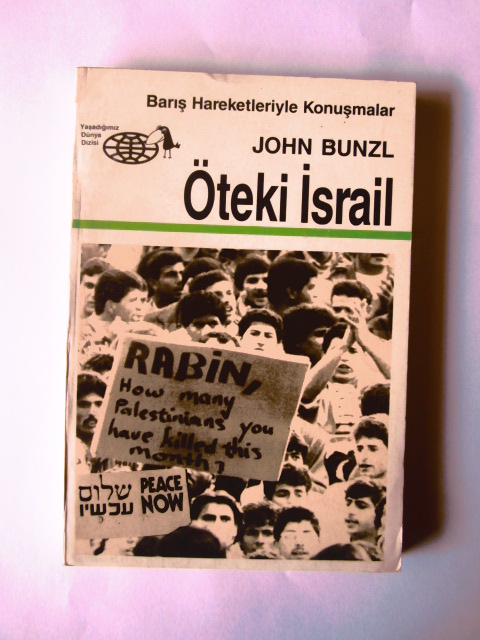 Barış Hareketleriyle Konuşmalar
Yaşadığımız
Dünya
Dizisi
JOHN BUNZL
Öteki İsrail
RABIN,
How many
Palestinians you
have killed this
month?
שלום
עכשיו
PEACE
NOW